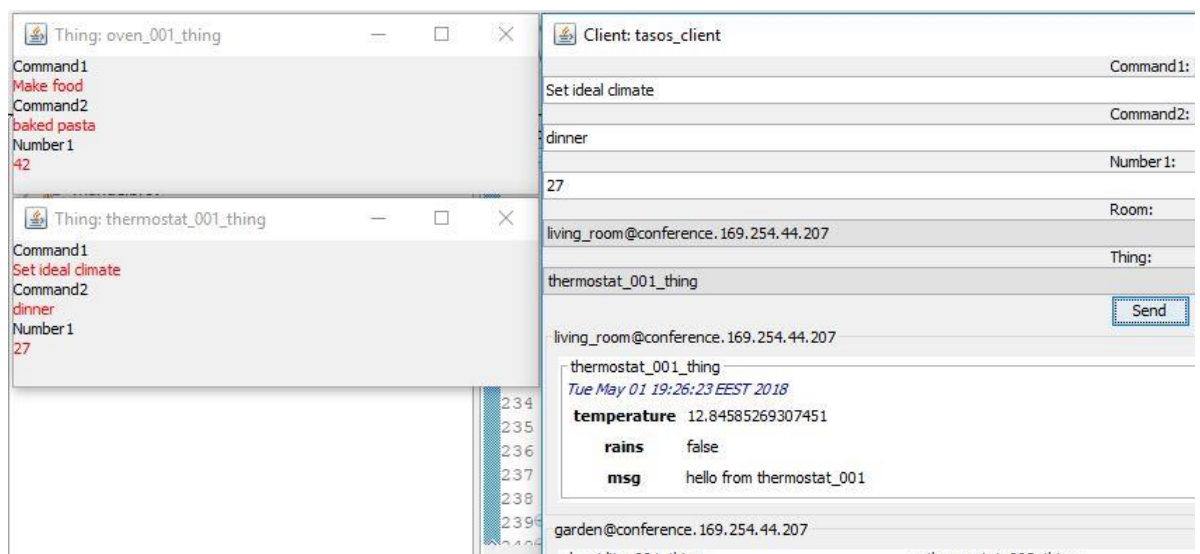 Thing: oven_001_thing
Command1
Make food
Command2
baked pasta
Number1
42
Thing: thermostat_001_thing
Command1
Set ideal climate
Command2
dinner
Number1
27
234
235
236
237
238
239
Client: tasos_client
Command1:
Set ideal climate
Command2:
dinner
Number1:
27
Room:
living_room@conference.169.254.44.207
Thing:
thermostat_001_thing
Send
living_room@conference.169.254.44.207
thermostat_001_thing
Tue May 01 19:26:23 EEST 2018
temperature 12.84585269307451
rains false
msg hello from thermostat_001
garden@conference.169.254.44.207